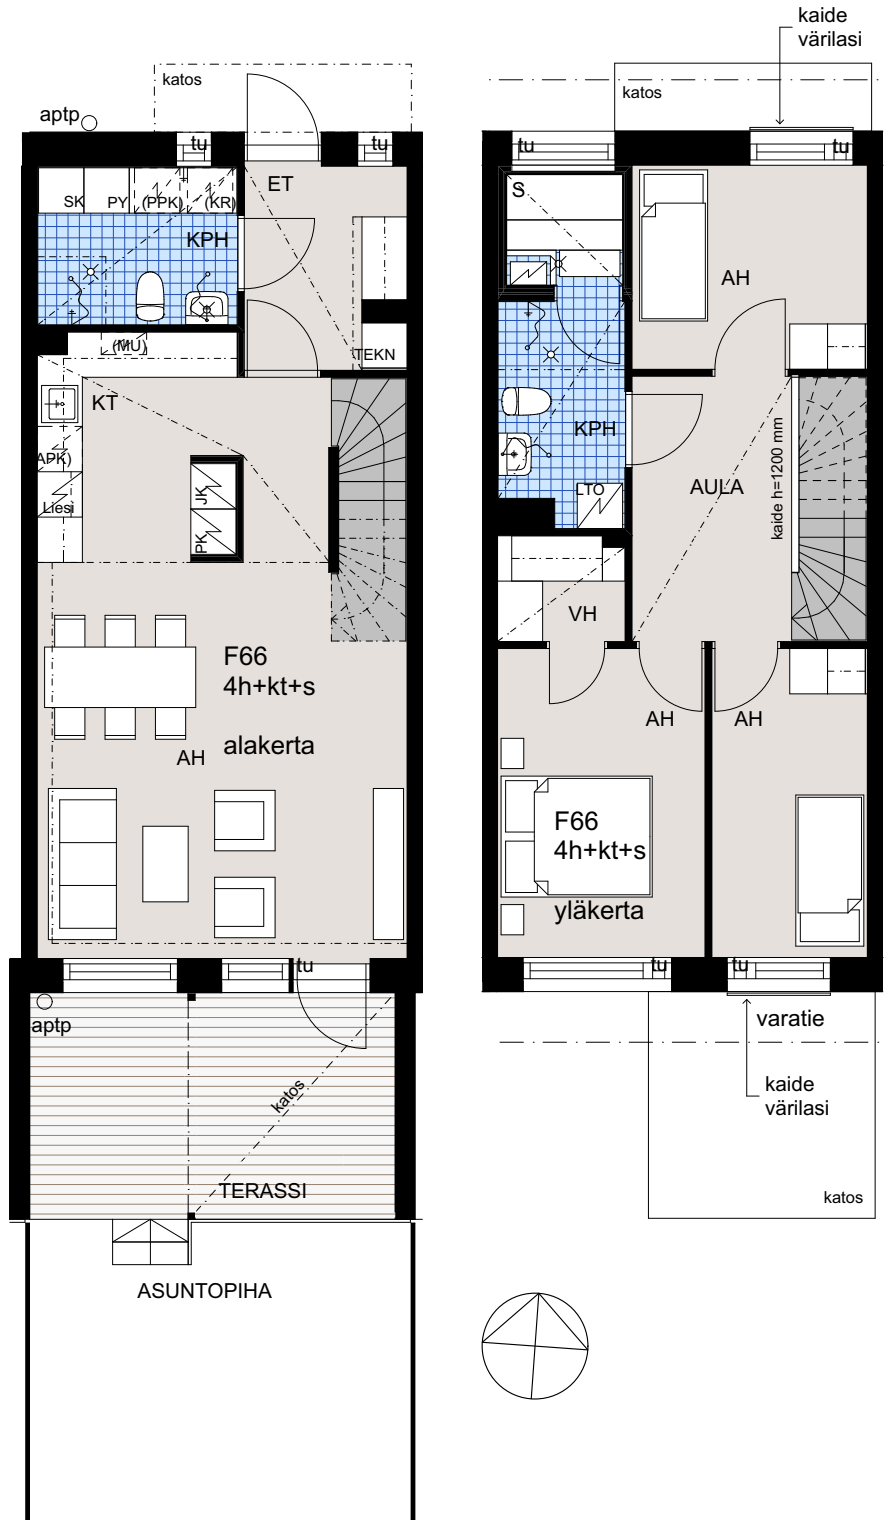 kaide
värilasi
katos
katos
aptp
tu
tu
tu
tu
SK
PY
(PPK)
(KR)
ET
KPH
S
AH
(MU)
TEKN
KT
APK)
Liesi
JK
PK
KPH
LTO
AULA
kaide h=1200 mm
VH
F66
4h+kt+s
alakerta
AH
AH
AH
F66
4h+kt+s
yläkerta
tu
tu
tu
aptp
varatie
katos
kaide
värilasi
TERASSI
katos
ASUNTOPIHA